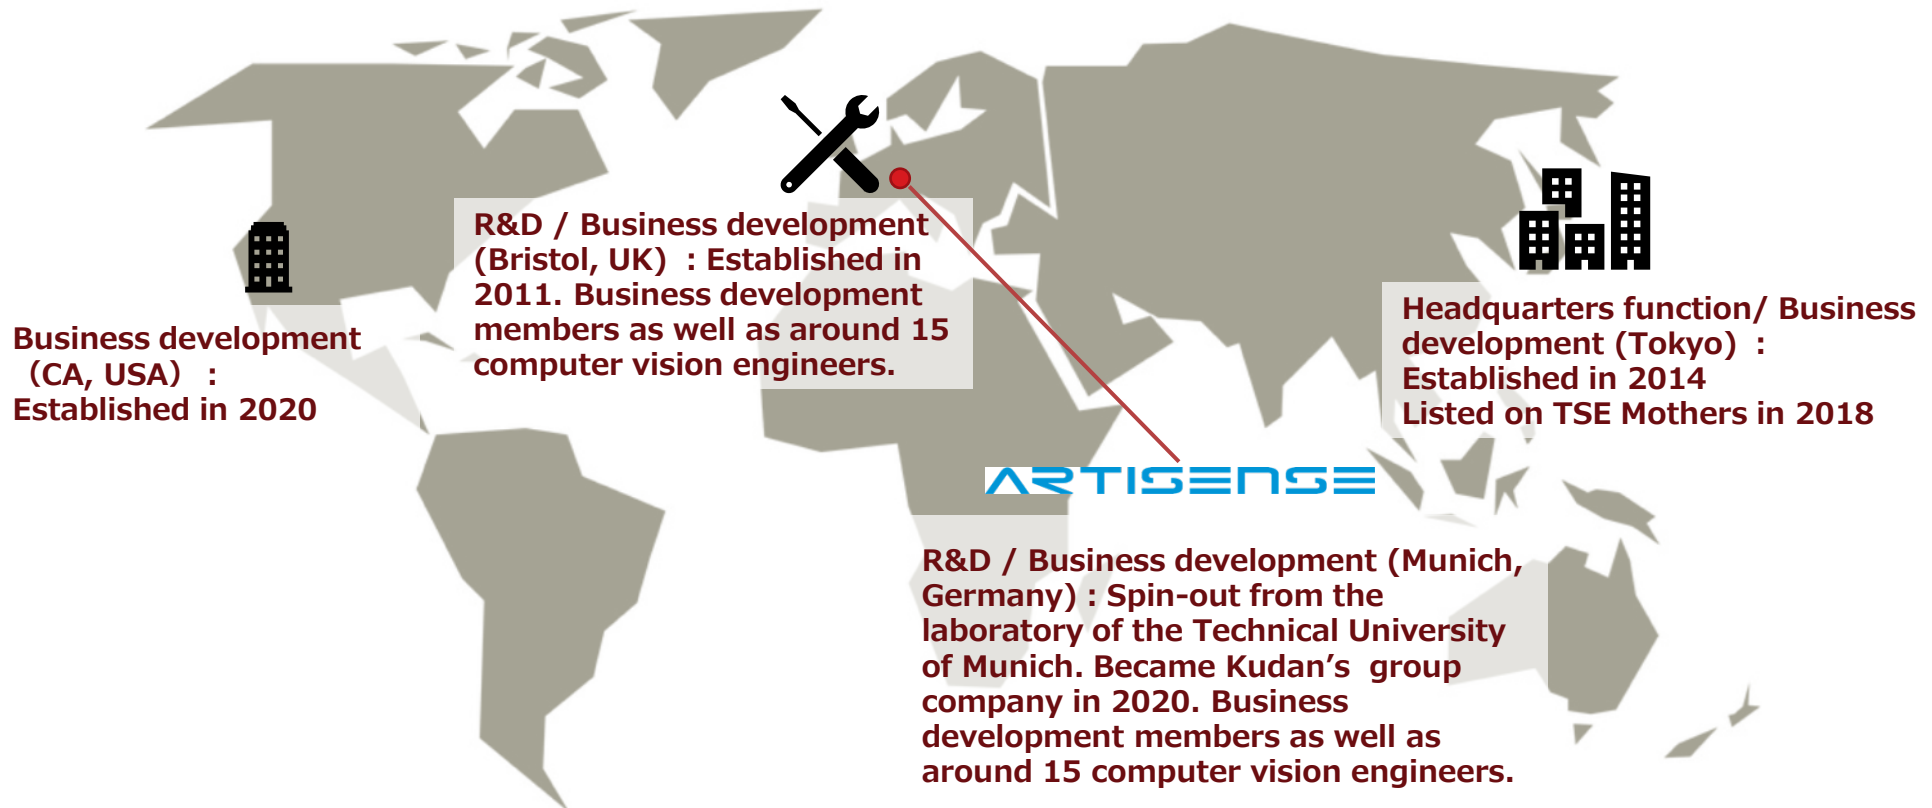 R&D / Business development
(Bristol, UK) : Established in
2011. Business development
members as well as around 15
computer vision engineers.
Business development
（CA, USA） :
Established in 2020
Headquarters function/ Business
development (Tokyo) :
Established in 2014
Listed on TSE Mothers in 2018
ARTISENSE
R&D / Business development (Munich,
Germany) : Spin-out from the
laboratory of the Technical University
of Munich. Became Kudan’s group
company in 2020. Business
development members as well as
around 15 computer vision engineers.